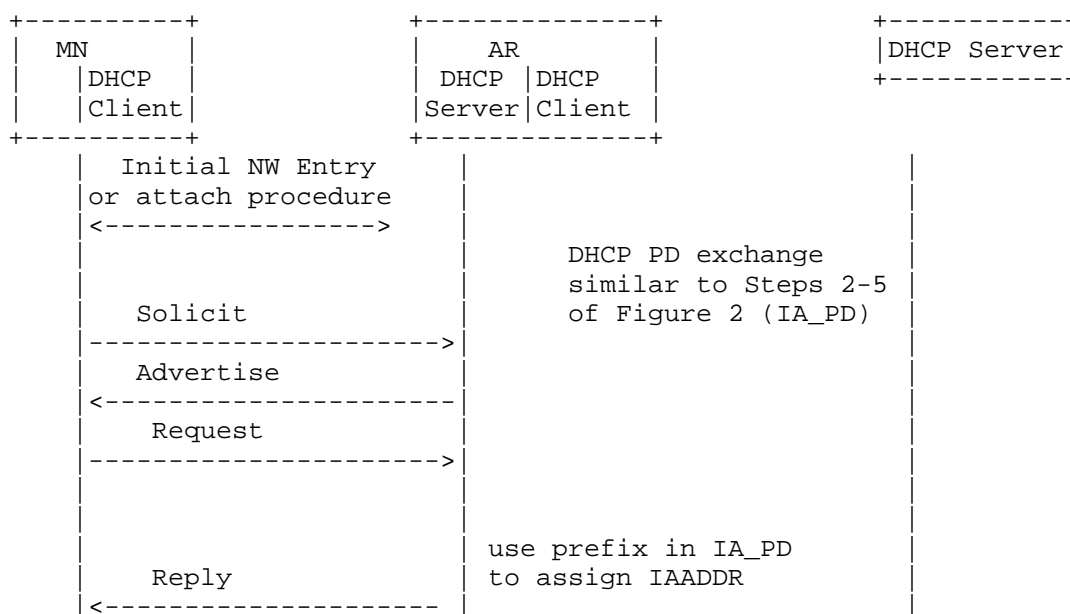 MN AR DHCP Server
DHCP DHCP DHCP
Client Server Client
Initial NW Entry
or attach procedure
DHCP PD exchange
similar to Steps 2-5
Solicit of Figure 2 (IA_PD)
Advertise
Request
use prefix in IA_PD
Reply to assign IAADDR